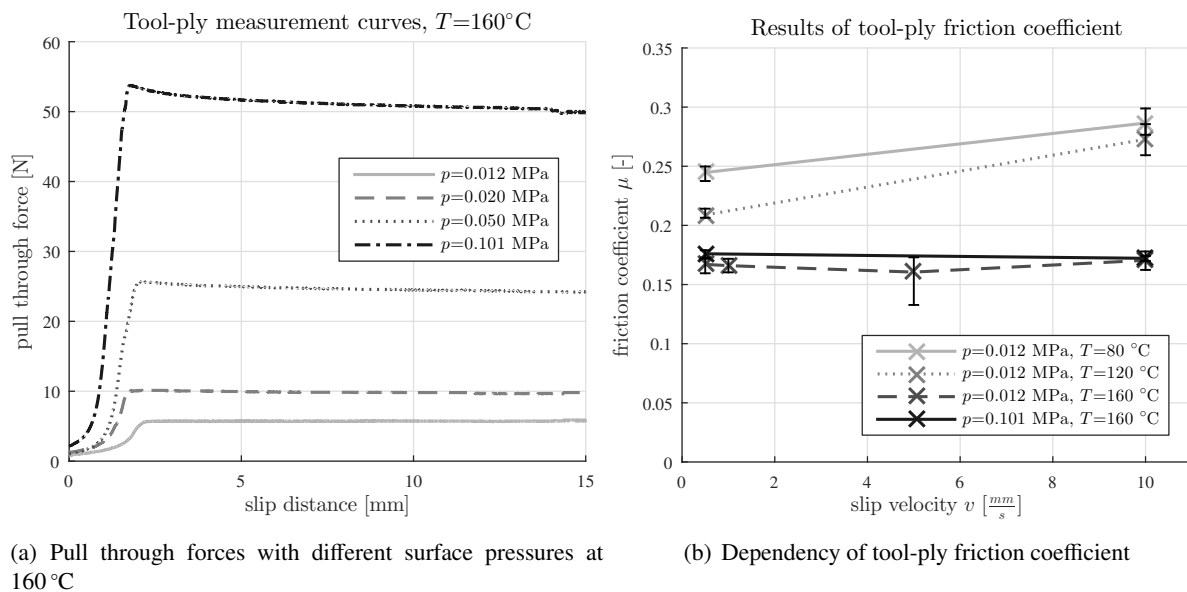 Tool-ply measurement curves, T=160°C
60
50
40
30
20
10
0
pull through force [N]
p=0.012 MPa
p=0.020 MPa
p=0.050 MPa
p=0.101 MPa
0 5 10 15
slip distance [mm]
(a) Pull through forces with different surface pressures at
160 °C
Results of tool-ply friction coefficient
0.35
0.3
0.25
0.2
0.15
0.1
0.05
0
friction coefficient μ [-]
p=0.012 MPa, T=80 °C
p=0.012 MPa, T=120 °C
p=0.012 MPa, T=160 °C
p=0.101 MPa, T=160 °C
0 2 4 6 8 10
slip velocity v [mm/s]
(b) Dependency of tool-ply friction coefficient